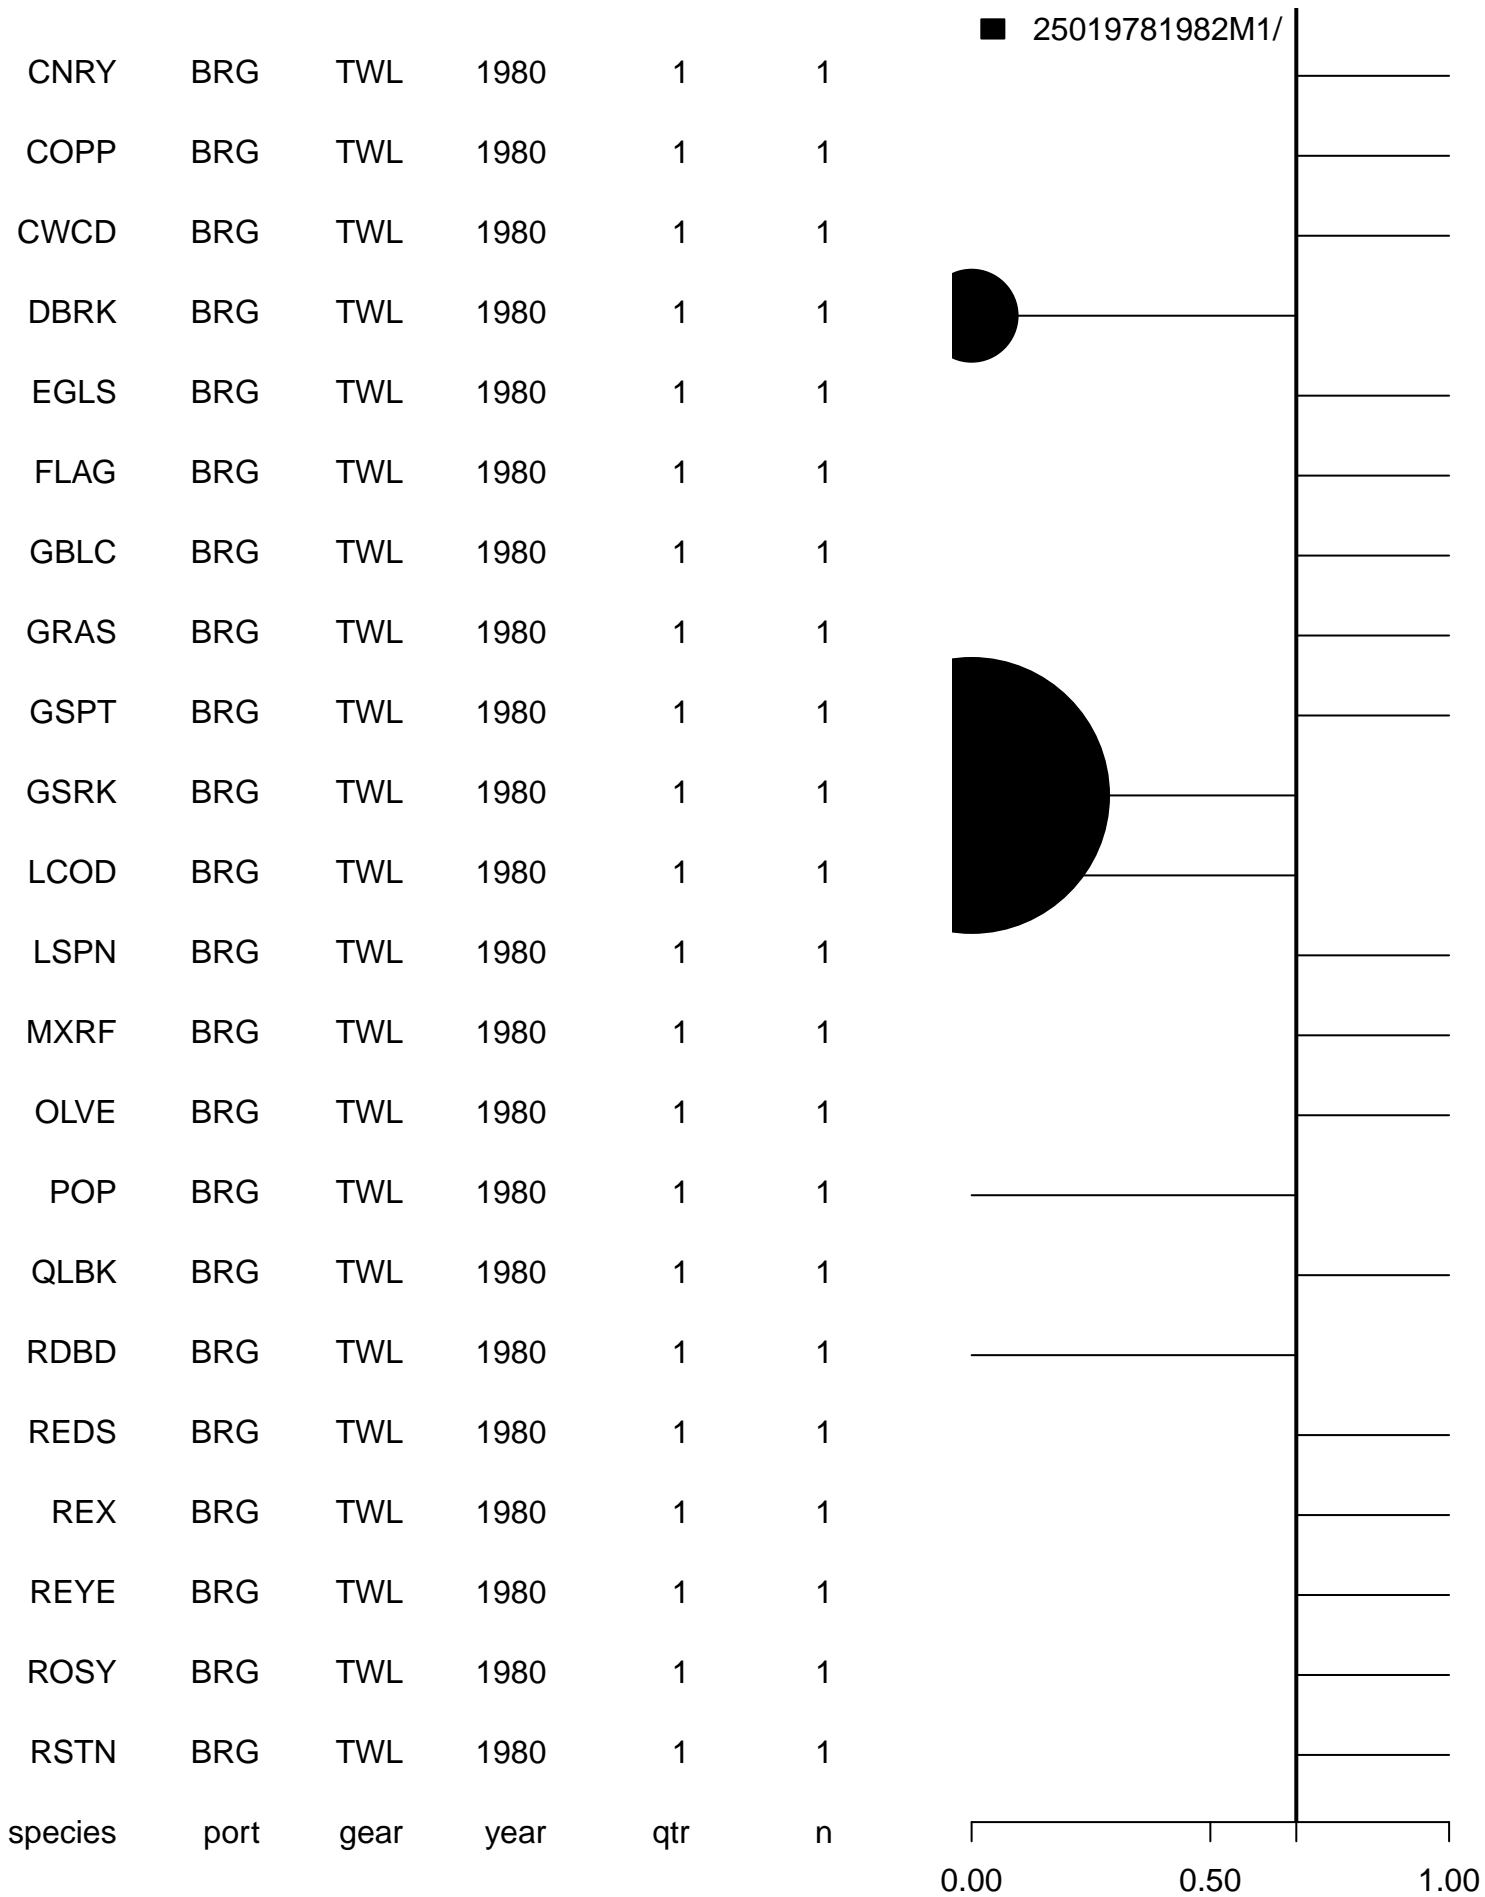 25019781982M1/
CNRY BRG TWL 1980 1 1
COPP BRG TWL 1980 1 1
CWCD BRG TWL 1980 1 1
DBRK BRG TWL 1980 1 1
EGLS BRG TWL 1980 1 1
FLAG BRG TWL 1980 1 1
GBLC BRG TWL 1980 1 1
GRAS BRG TWL 1980 1 1
GSPT BRG TWL 1980 1 1
GSRK BRG TWL 1980 1 1
LCOD BRG TWL 1980 1 1
LSPN BRG TWL 1980 1 1
MXRF BRG TWL 1980 1 1
OLVE BRG TWL 1980 1 1
POP BRG TWL 1980 1 1
QLBK BRG TWL 1980 1 1
RDBD BRG TWL 1980 1 1
REDS BRG TWL 1980 1 1
REX BRG TWL 1980 1 1
REYE BRG TWL 1980 1 1
ROSY BRG TWL 1980 1 1
RSTN BRG TWL 1980 1 1
species port gear year qtr n
0.00 0.50 1.00